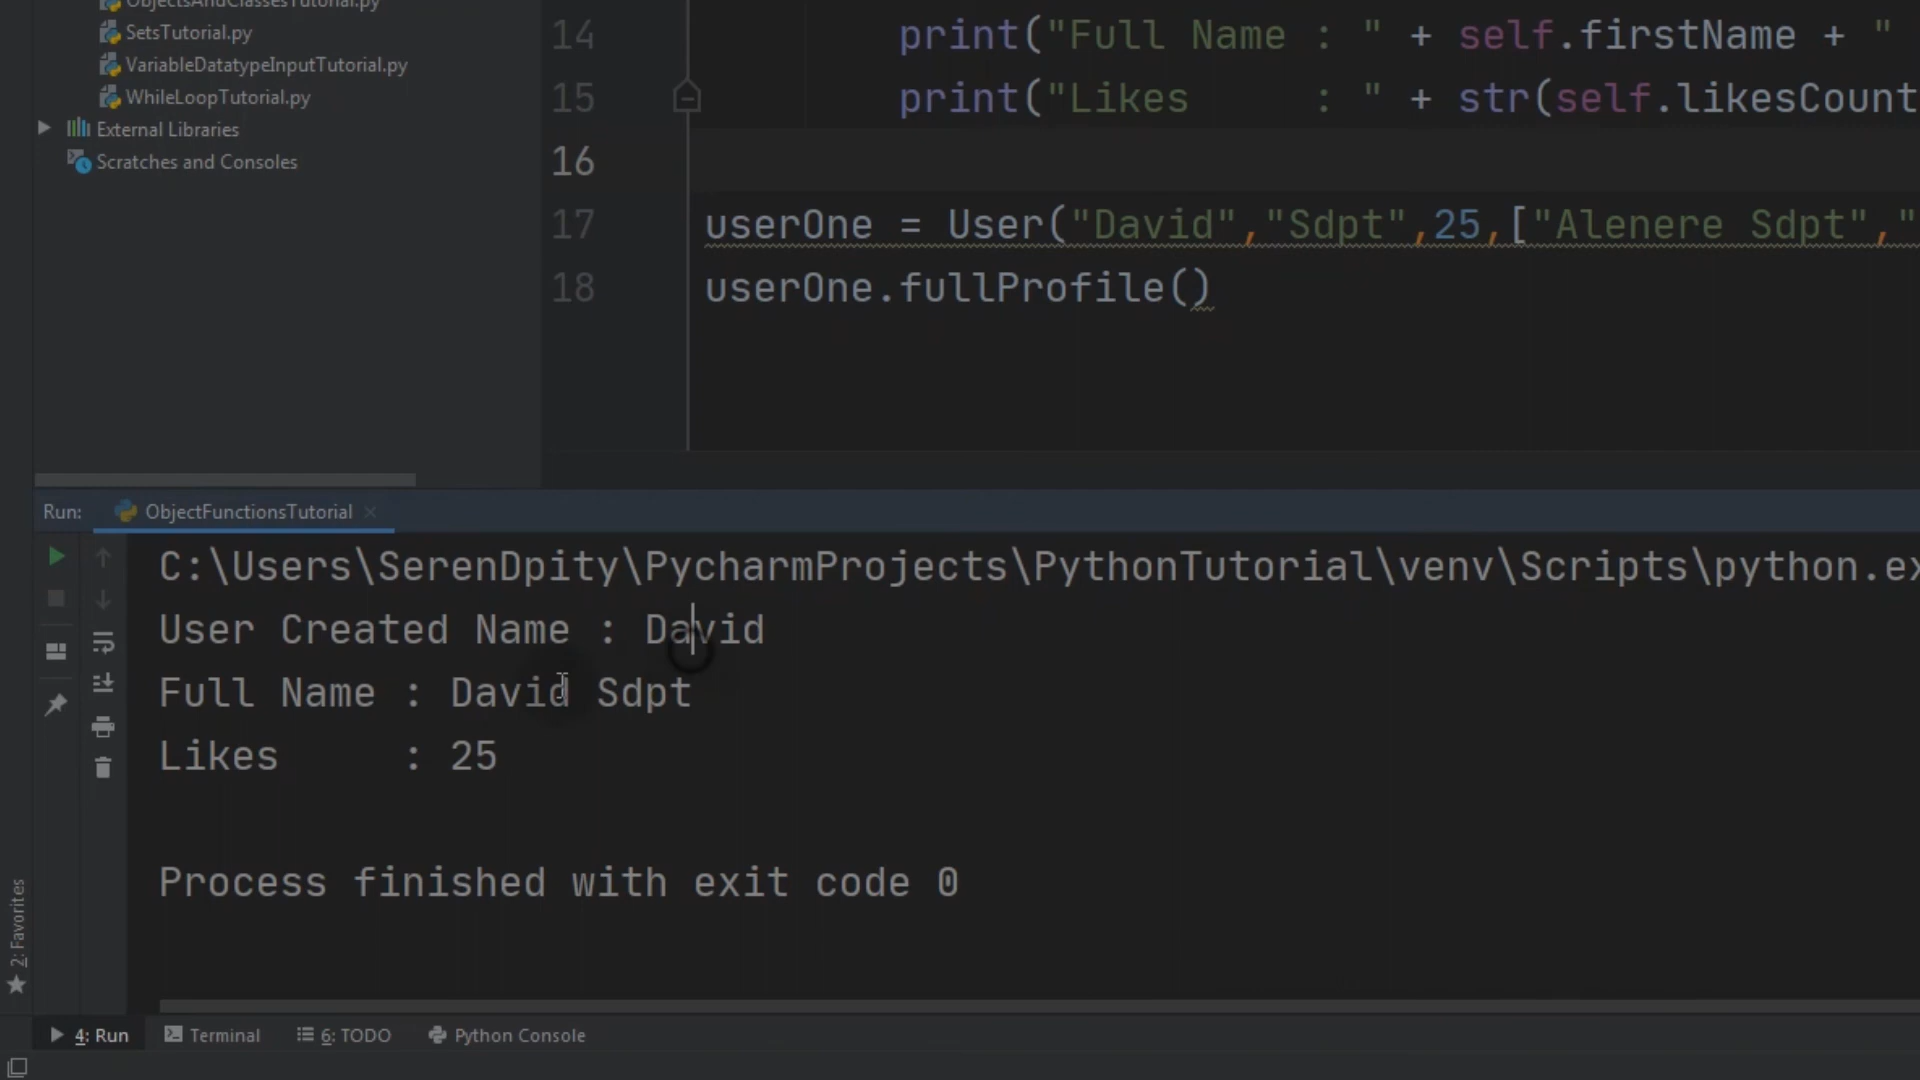 ObjectsAndClassesTutorial.py
SetsTutorial.py
VariableDatatypeInputTutorial.py
WhileLoopTutorial.py
External Libraries
Scratches and Consoles
14 print("Full Name : " + self.firstName + "
15 print("Likes     : " + str(self.likesCount
16
17 userOne = User("David","Sdpt",25,["Alenere Sdpt","
18 userOne.fullProfile()
Run: ObjectFunctionsTutorial
C:\Users\SerenDpity\PycharmProjects\PythonTutorial\venv\Scripts\python.ex
User Created Name : David
Full Name : David Sdpt
Likes     : 25
Process finished with exit code 0
2: Favorites
4: Run Terminal 6: TODO Python Console